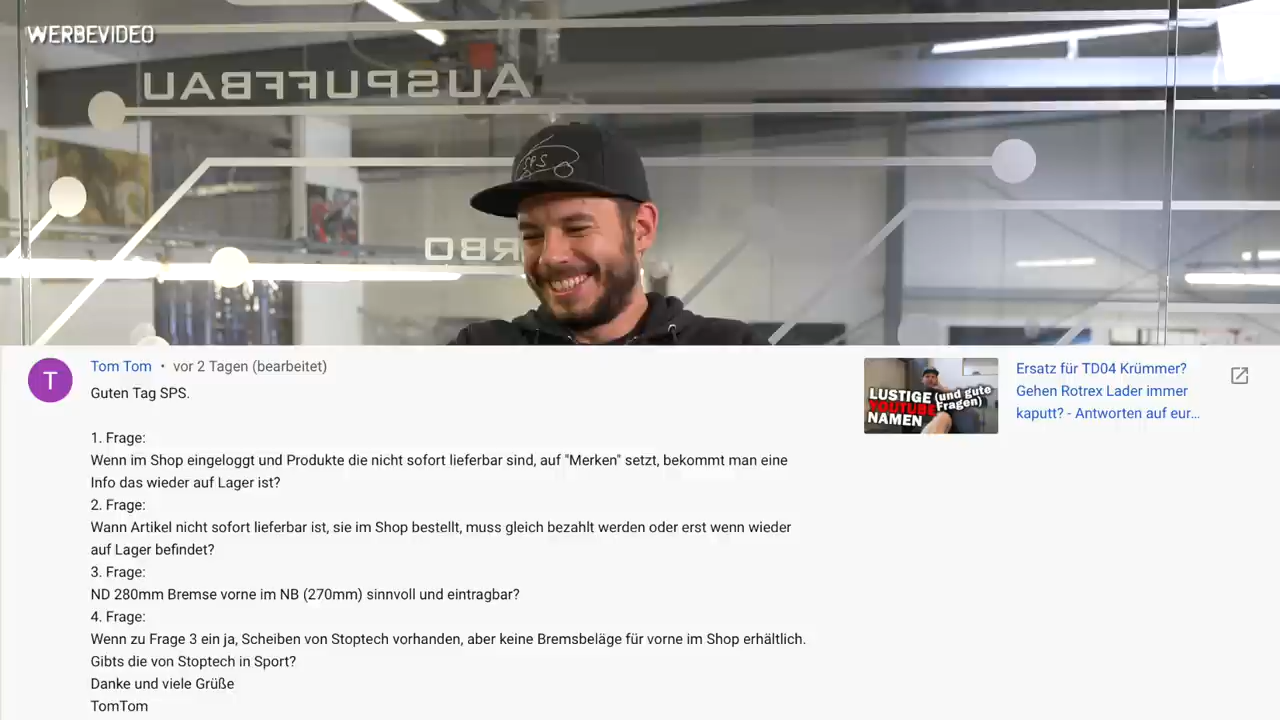 WERBEVIDEO
AUSPUFFBAU
SPS
RBO
T
Tom Tom • vor 2 Tagen (bearbeitet)
Guten Tag SPS.
1. Frage:
Wenn im Shop eingeloggt und Produkte die nicht sofort lieferbar sind, auf "Merken" setzt, bekommt man eine
Info das wieder auf Lager ist?
2. Frage:
Wann Artikel nicht sofort lieferbar ist, sie im Shop bestellt, muss gleich bezahlt werden oder erst wenn wieder
auf Lager befindet?
3. Frage:
ND 280mm Bremse vorne im NB (270mm) sinnvoll und eintragbar?
4. Frage:
Wenn zu Frage 3 ein ja, Scheiben von Stoptech vorhanden, aber keine Bremsbeläge für vorne im Shop erhältlich.
Gibts die von Stoptech in Sport?
Danke und viele Grüße
TomTom
LUSTIGE (und gute
YOUTUBE Fragen)
NAMEN
Ersatz für TD04 Krümmer?
Gehen Rotrex Lader immer
kaputt? - Antworten auf eur...